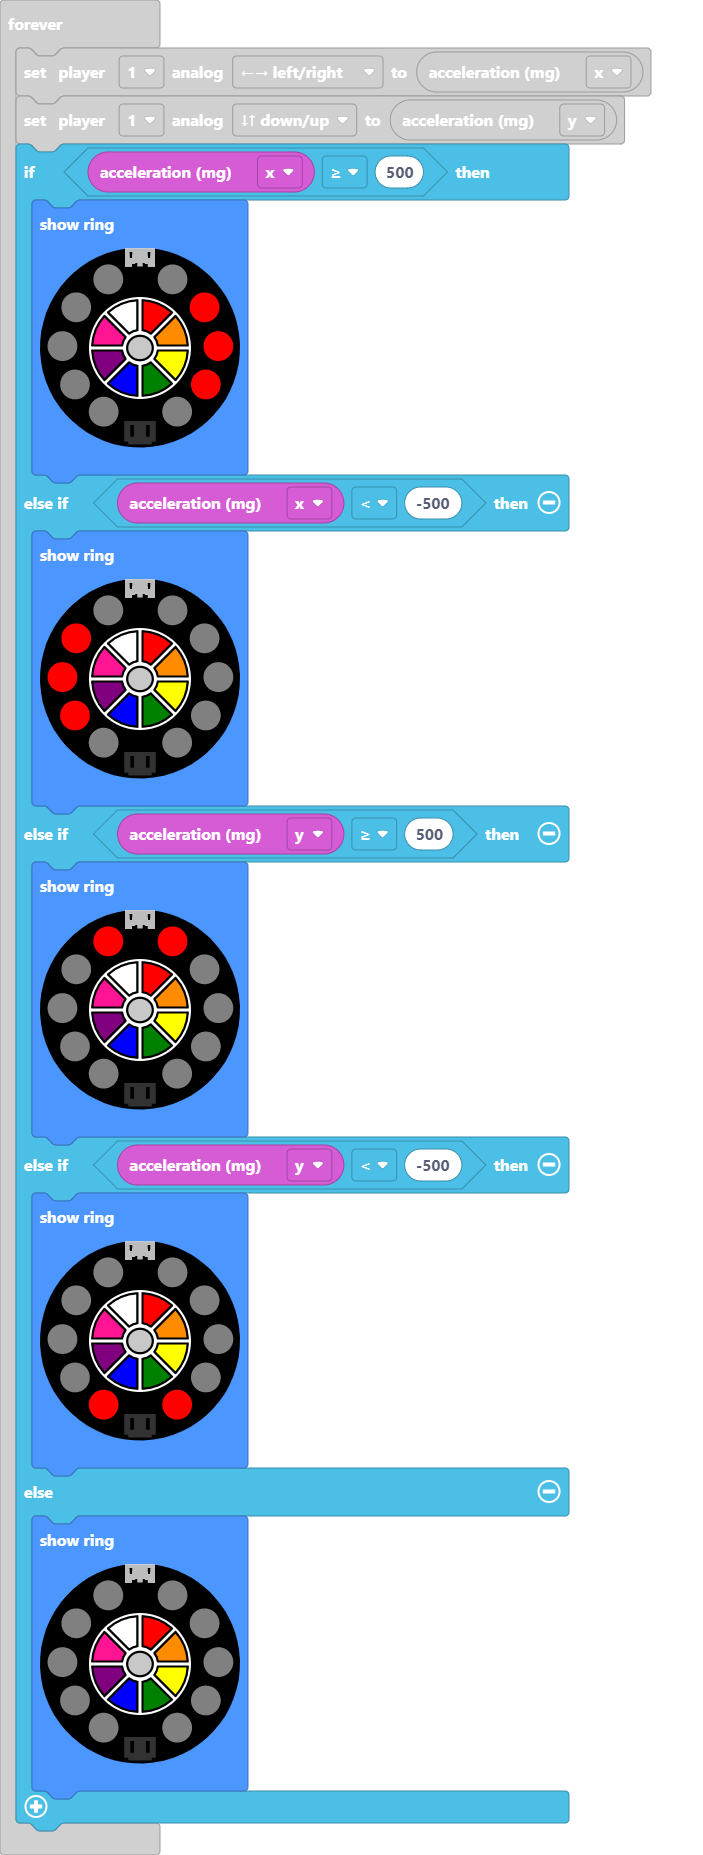 forever
set player 1 analog ←→ left/right to acceleration (mg) x
set player 1 analog ↓↑ down/up to acceleration (mg) y
if acceleration (mg) x ≥ 500 then
show ring
else if acceleration (mg) x < -500 then
show ring
else if acceleration (mg) y ≥ 500 then
show ring
else if acceleration (mg) y < -500 then
show ring
else
show ring